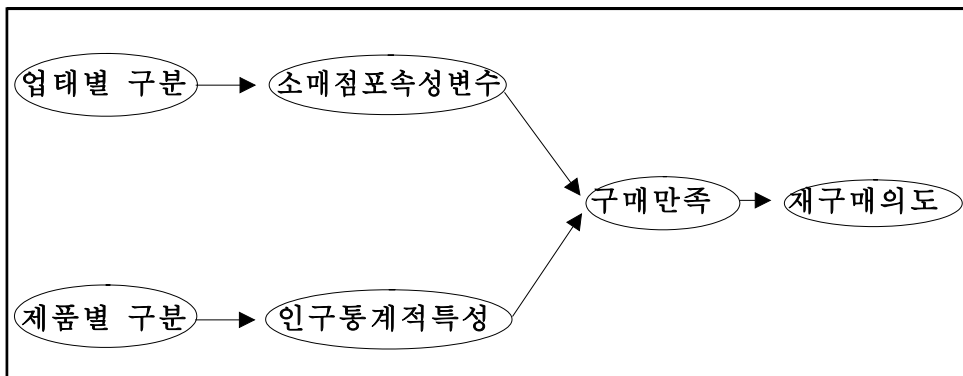 업태별 구분
소매점포속성변수
구매만족
재구매의도
제품별 구분
인구통계적특성